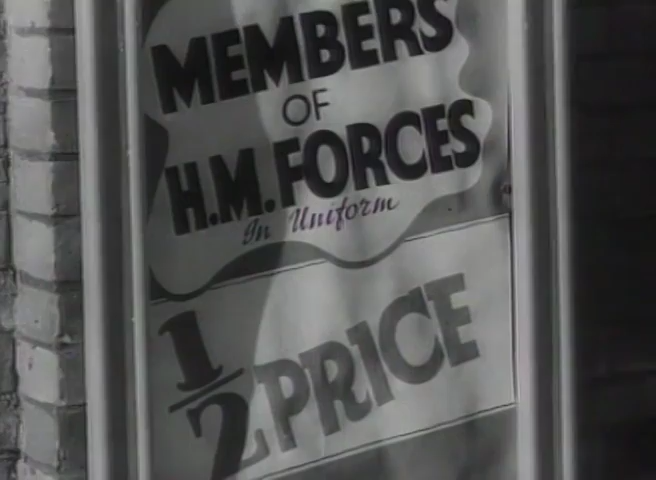 MEMBERS
OF
H.M. FORCES
In Uniform
1/2 PRICE